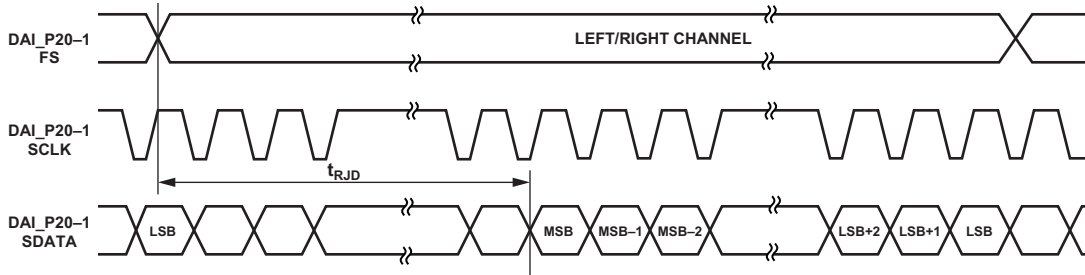 DAI_P20–1
FS
LEFT/RIGHT CHANNEL
DAI_P20–1
SCLK
tRJD
DAI_P20–1
SDATA
LSB
MSB
MSB–1
MSB–2
LSB+2
LSB+1
LSB